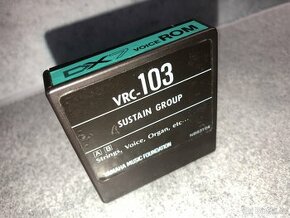 DX7 VOICE ROM
VRC-103
SUSTAIN GROUP
A B
Strings, Voice, Organ, etc...
YAMAHA MUSIC FOUNDATION